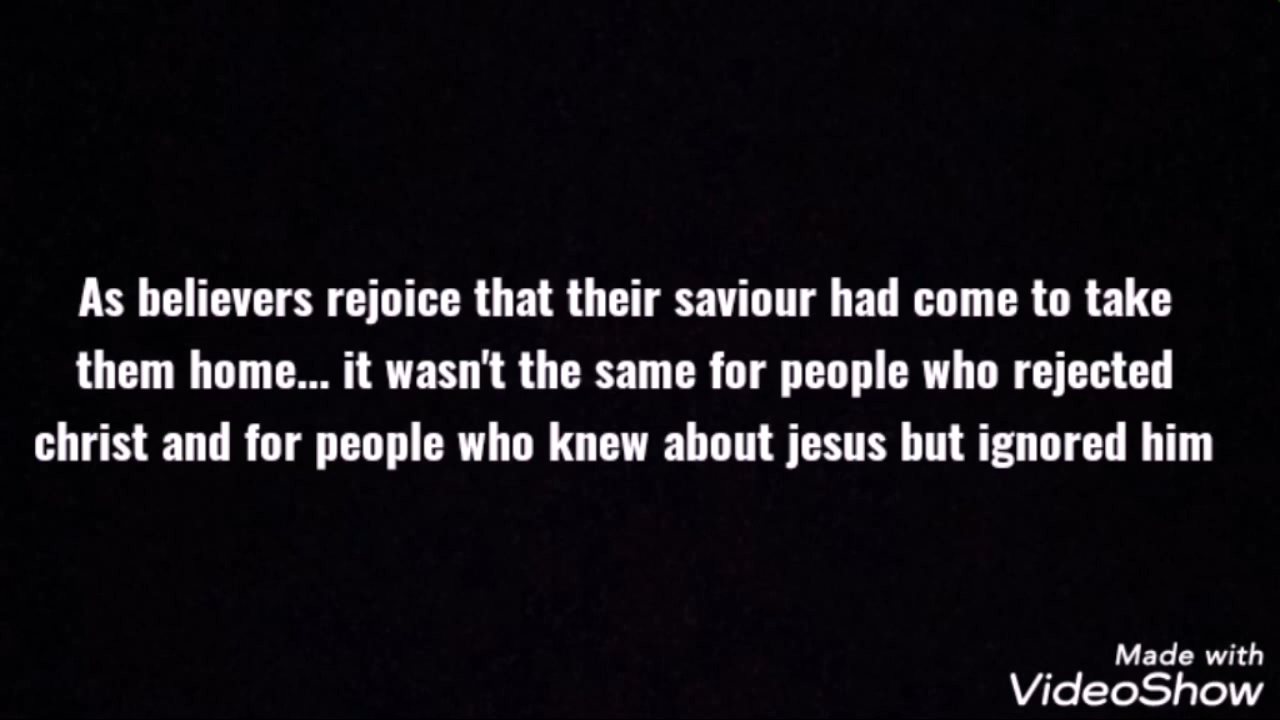 As believers rejoice that their saviour had come to take
them home... it wasn't the same for people who rejected
christ and for people who knew about jesus but ignored him
Made with
VideoShow